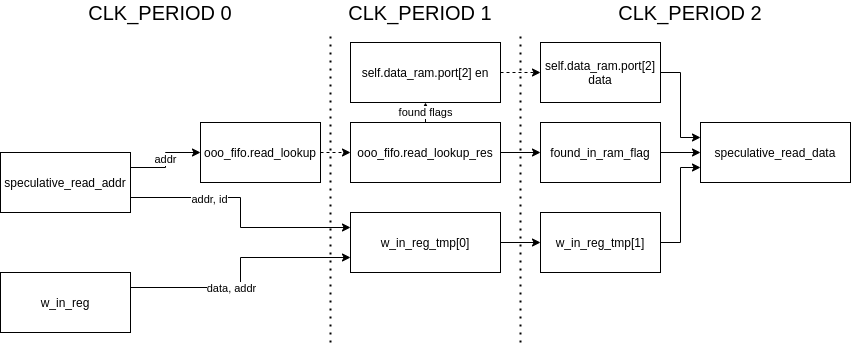 CLK_PERIOD 0
CLK_PERIOD 1
CLK_PERIOD 2
self.data_ram.port[2] en
self.data_ram.port[2]
data
found flags
addr
ooo_fifo.read_lookup
ooo_fifo.read_lookup_res
found_in_ram_flag
speculative_read_data
speculative_read_addr
addr, id
w_in_reg_tmp[0]
w_in_reg_tmp[1]
data, addr
w_in_reg